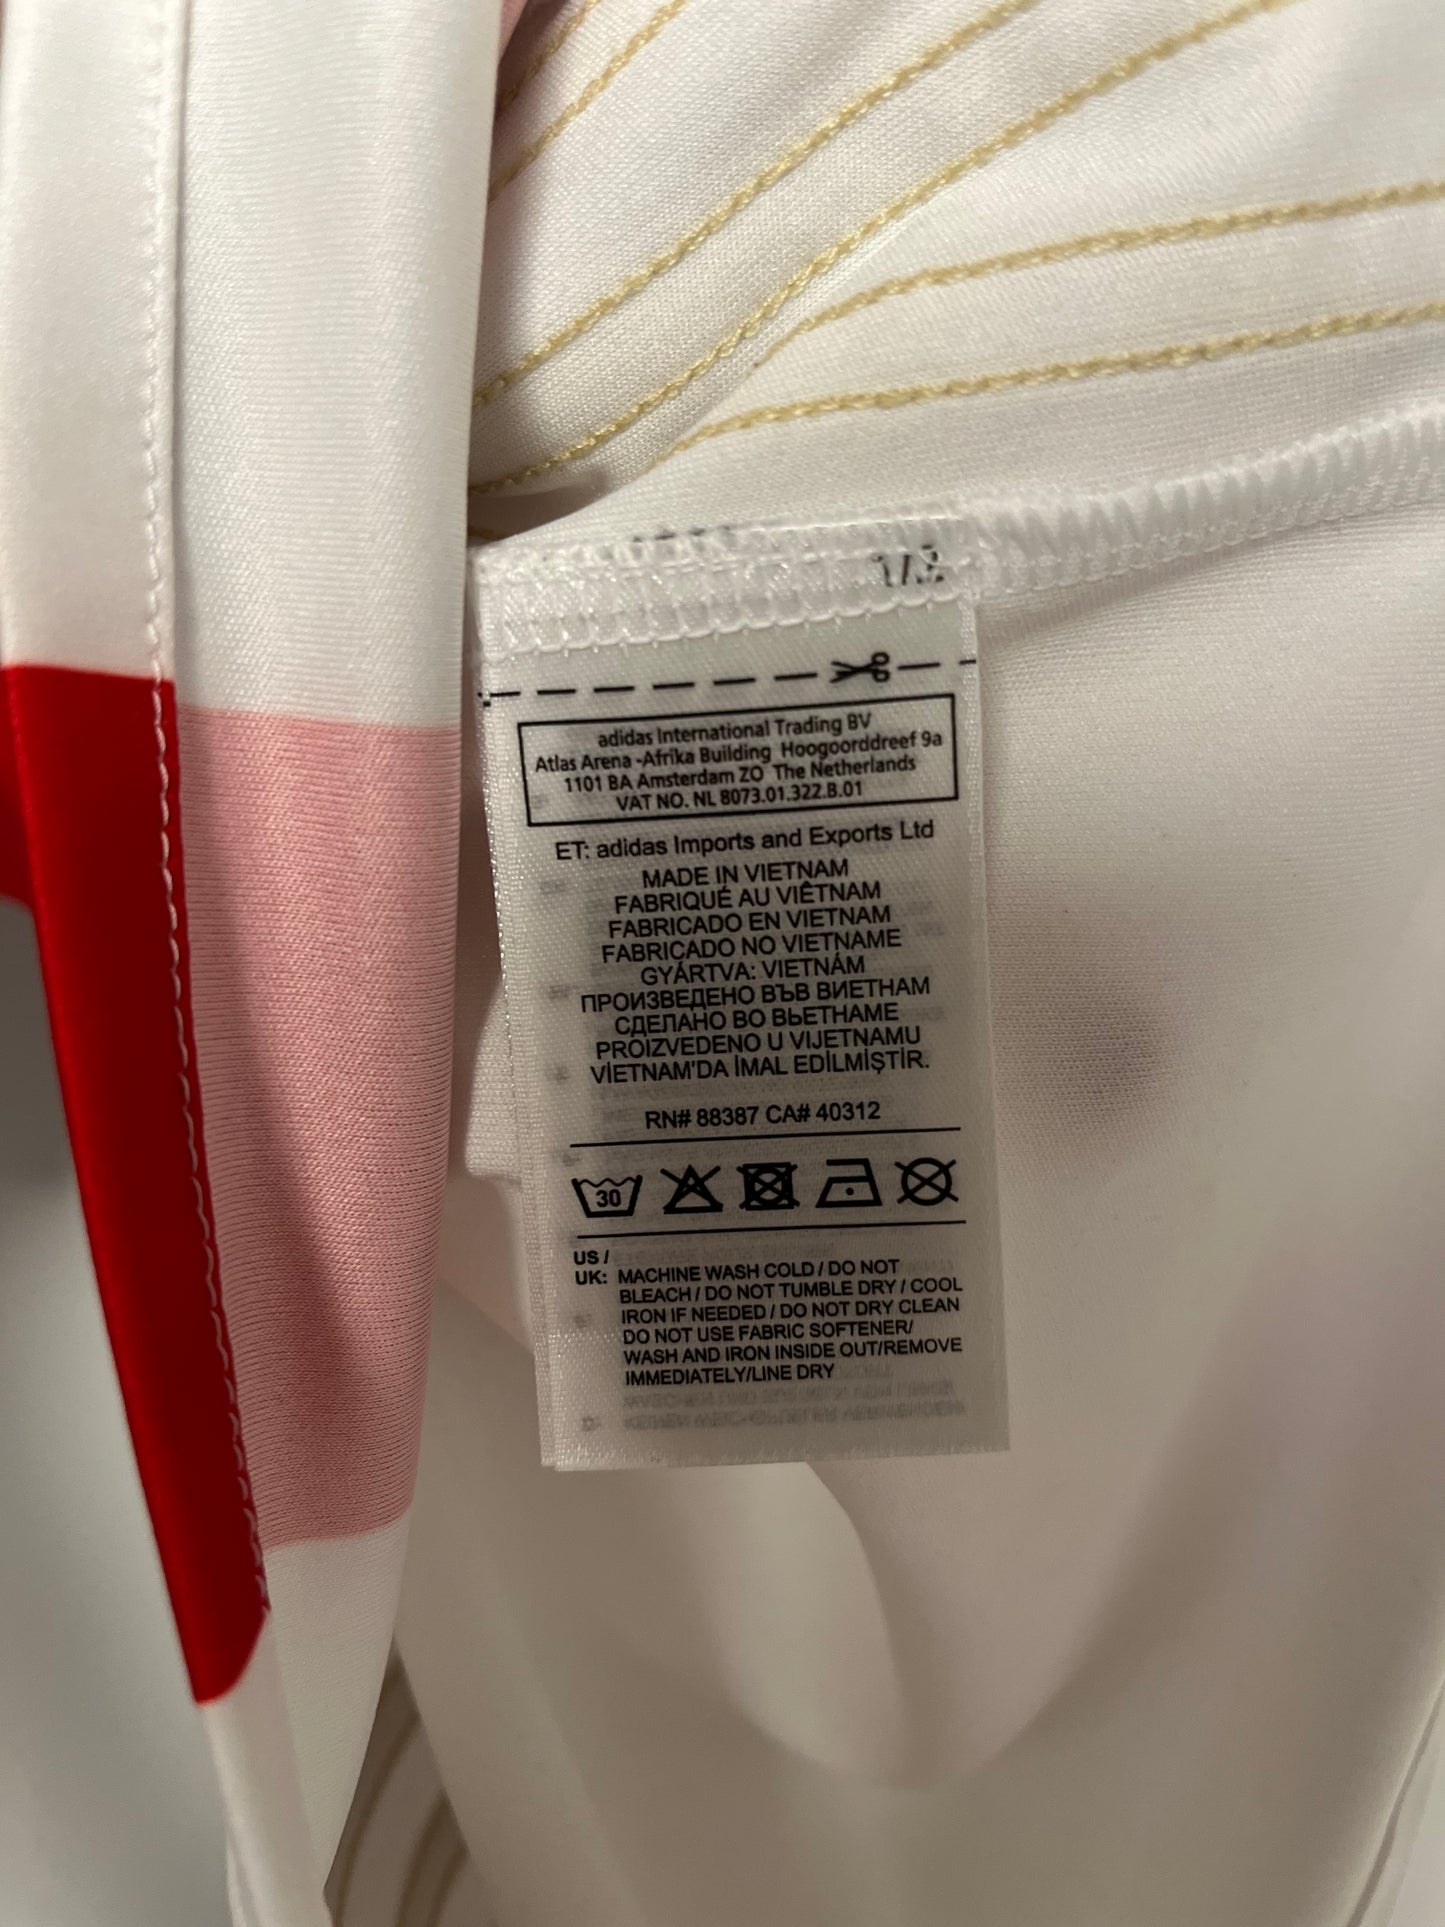 adidas International Trading BV
Atlas Arena -Afrika Building Hoogoorddreef 9a
1101 BA Amsterdam ZO The Netherlands
VAT NO. NL 8073.01.322.B.01
ET: adidas Imports and Exports Ltd
MADE IN VIETNAM
FABRIQUÉ AU VIÊTNAM
FABRICADO EN VIETNAM
FABRICADO NO VIETNAME
GYÁRTVA: VIETNÁM
ПРОИЗВЕДЕНО ВЪВ ВИЕТНАМ
СДЕЛАНО ВО ВЬЕТНАМЕ
PROIZVEDENO U VIJETNAMU
VİETNAM'DA İMAL EDİLMİŞTİR.
RN# 88387 CA# 40312
30
US /
UK: MACHINE WASH COLD / DO NOT
BLEACH / DO NOT TUMBLE DRY / COOL
IRON IF NEEDED / DO NOT DRY CLEAN
DO NOT USE FABRIC SOFTENER/
WASH AND IRON INSIDE OUT/REMOVE
IMMEDIATELY/LINE DRY